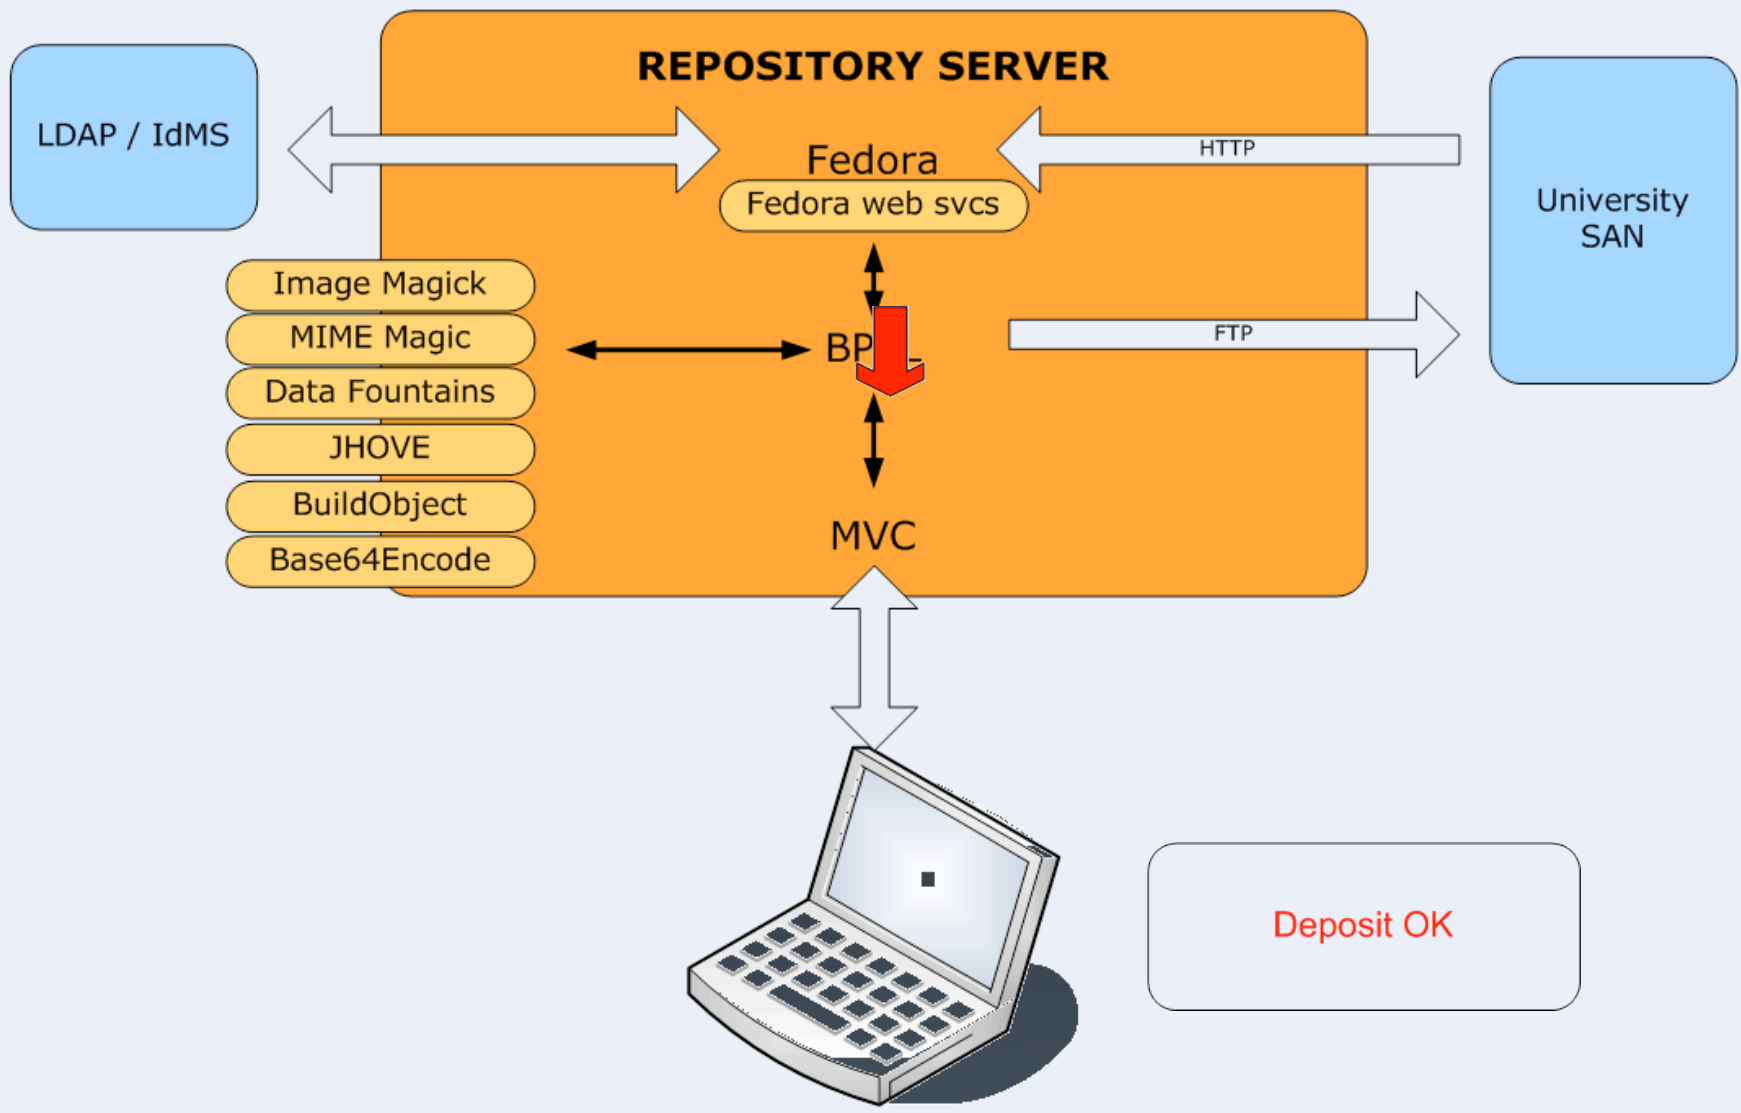 REPOSITORY SERVER
LDAP / IdMS
Fedora
HTTP
Fedora web svcs
University
SAN
Image Magick
MIME Magic
FTP
Data Fountains
JHOVE
BuildObject
MVC
Base64Encode
Deposit OK